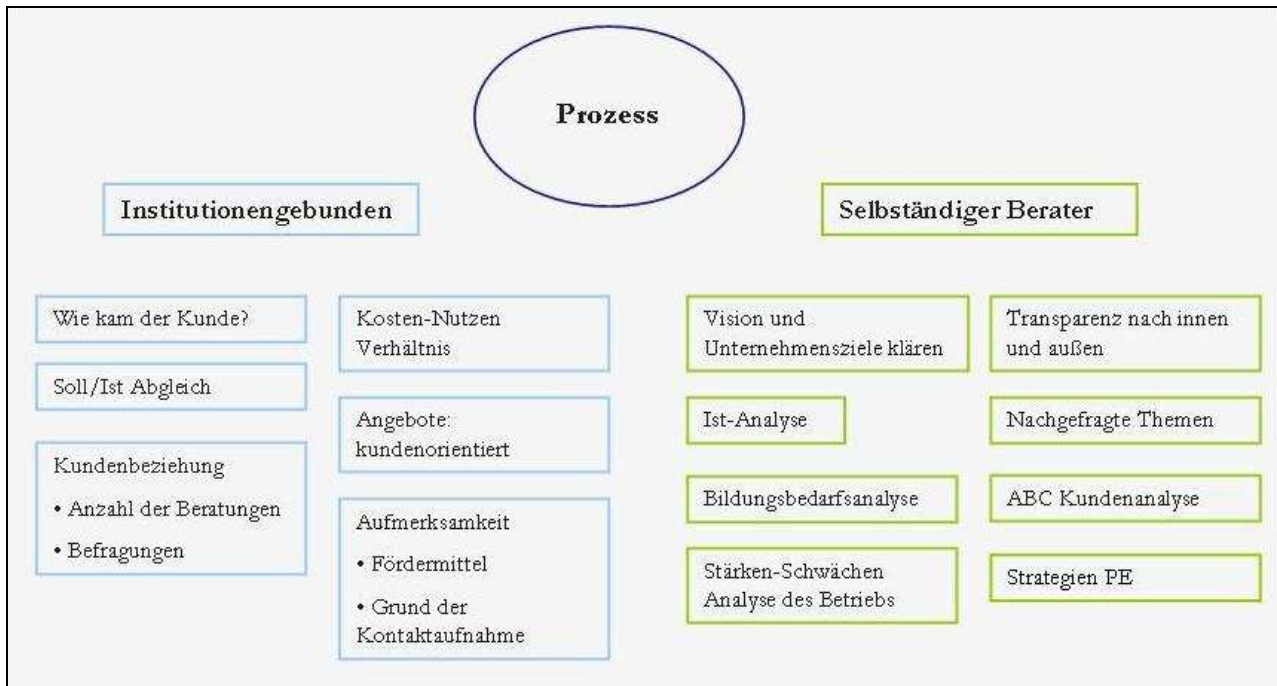 Prozess
Institutionengebunden
Selbständiger Berater
Wie kam der Kunde?
Soll/Ist Abgleich
Kundenbeziehung
• Anzahl der Beratungen
• Befragungen
Kosten-Nutzen
Verhältnis
Angebote:
kundenorientiert
Aufmerksamkeit
• Fördermittel
• Grund der
Kontaktaufnahme
Vision und
Unternehmensziele klären
Ist-Analyse
Bildungsbedarfsanalyse
Stärken-Schwächen
Analyse des Betriebs
Transparenz nach innen
und außen
Nachgefragte Themen
ABC Kundenanalyse
Strategien PE